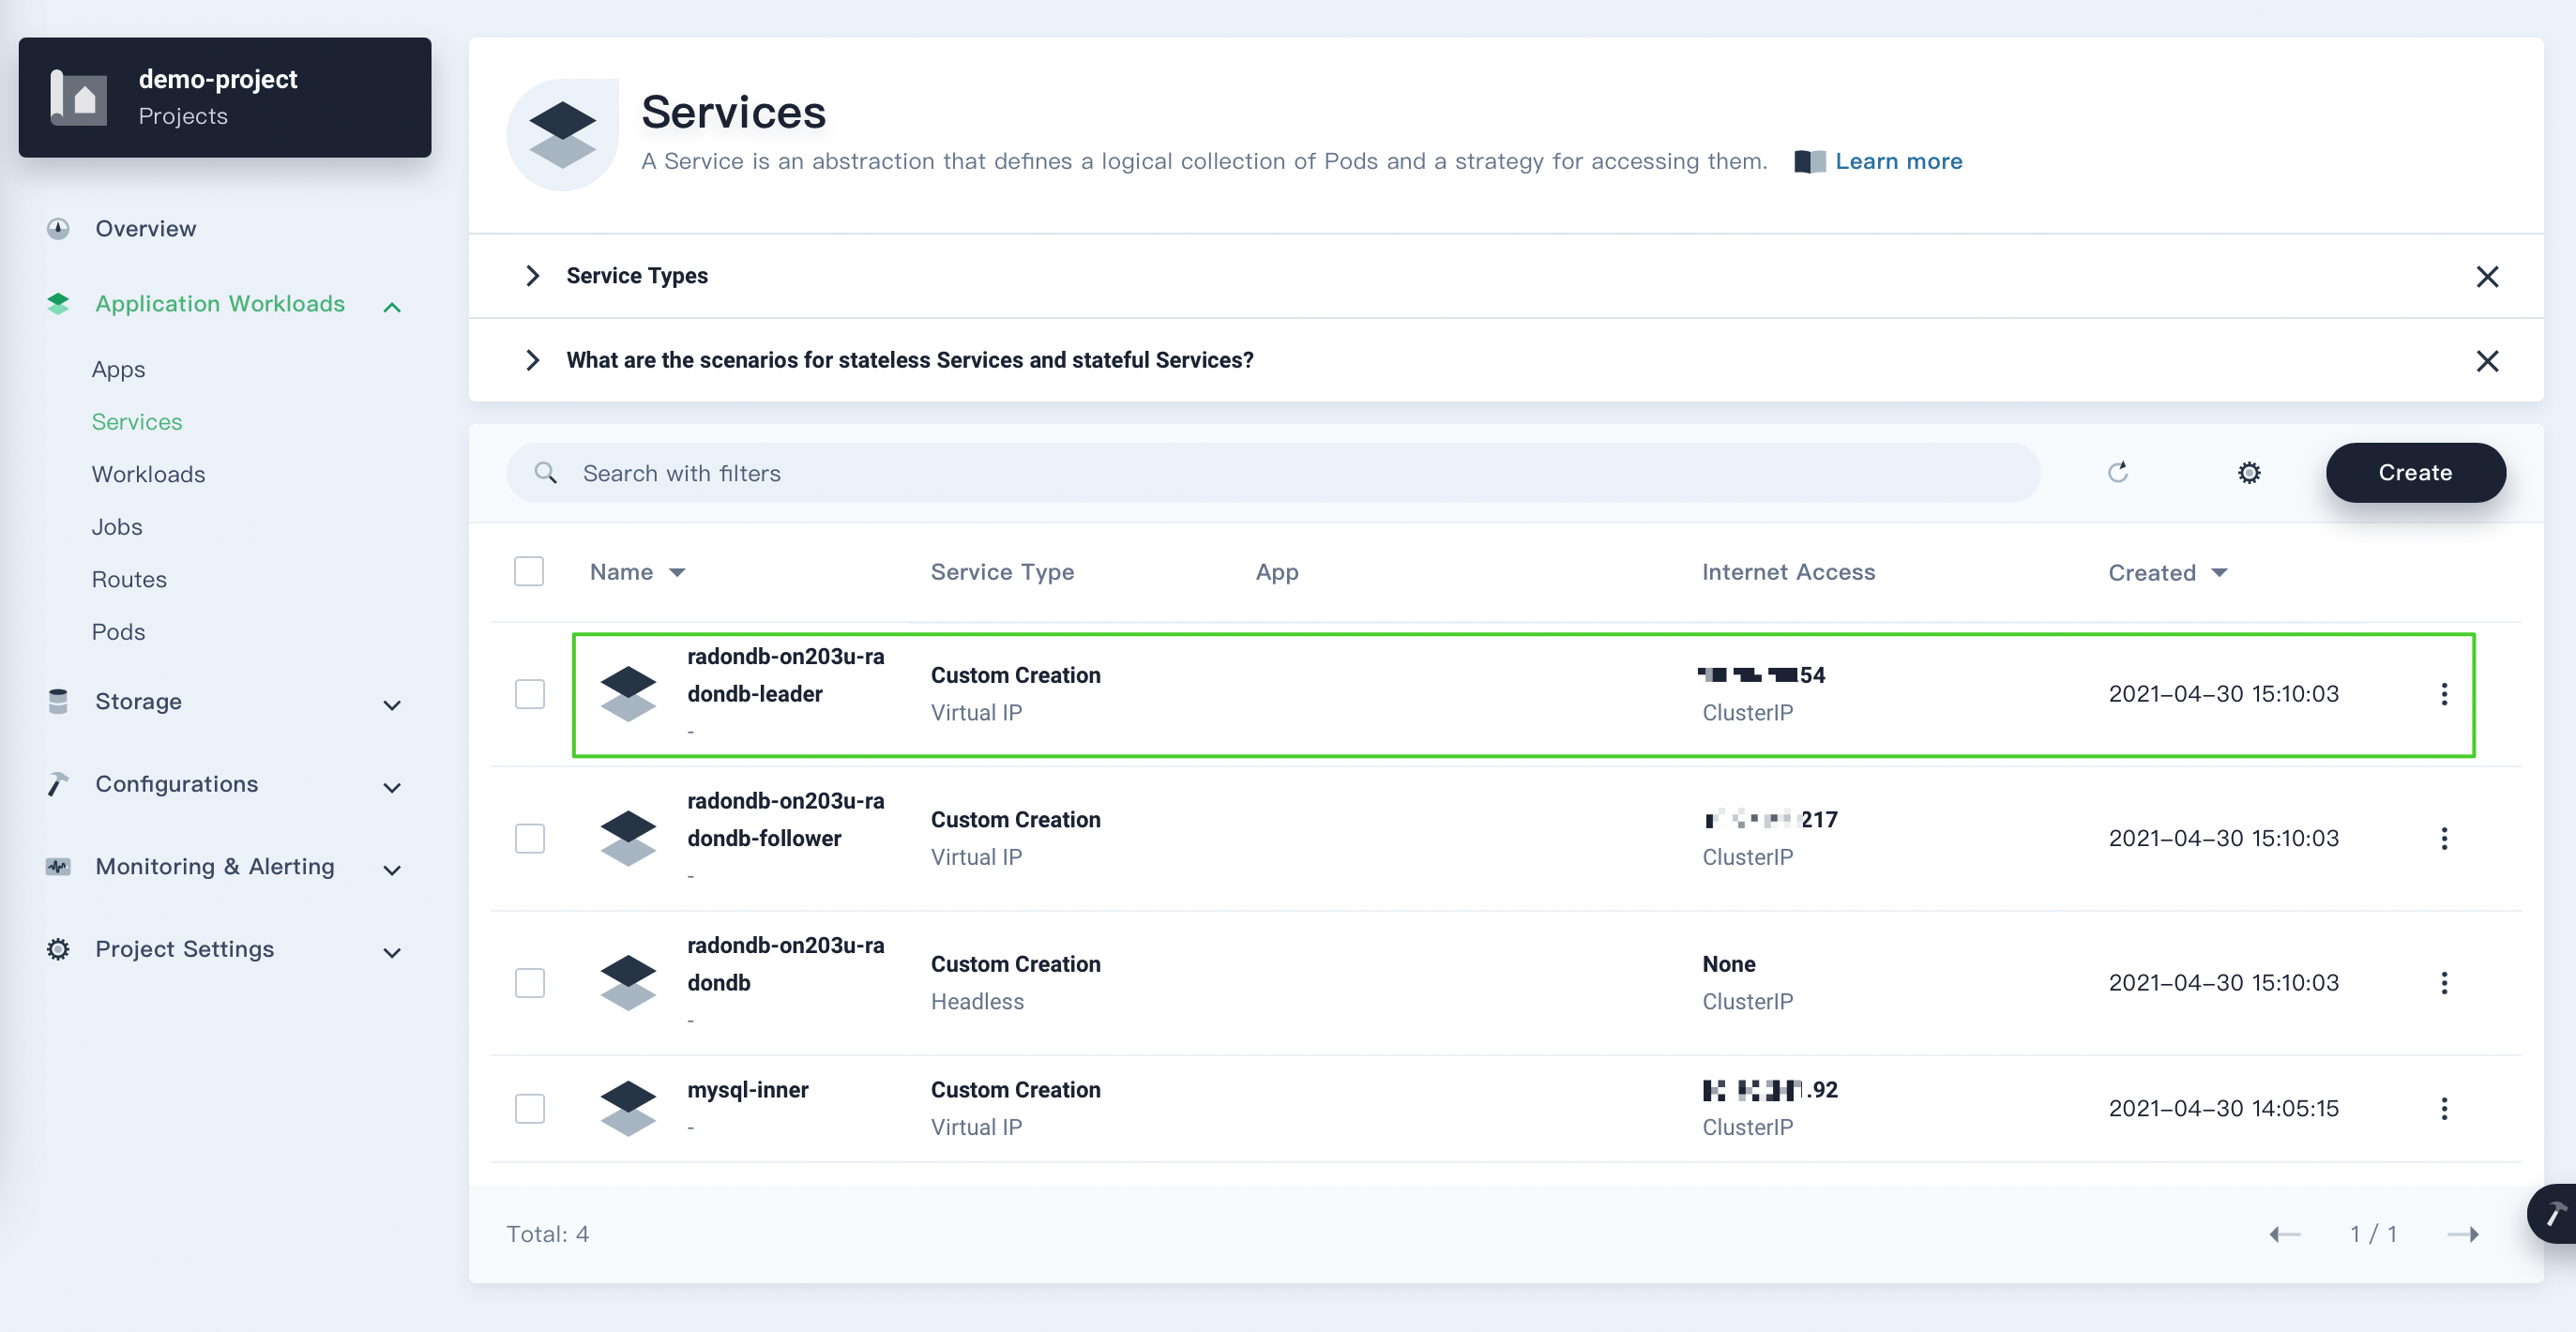 demo-project
Projects
Overview
Application Workloads
Apps
Services
Workloads
Jobs
Routes
Pods
Storage
Configurations
Monitoring & Alerting
Project Settings
Services
A Service is an abstraction that defines a logical collection of Pods and a strategy for accessing them. Learn more
Service Types
What are the scenarios for stateless Services and stateful Services?
Search with filters
Create
Name Service Type App Internet Access Created
radondb-on203u-ra
dondb-leader
-
Custom Creation
Virtual IP
54
ClusterIP
2021-04-30 15:10:03
radondb-on203u-ra
dondb-follower
-
Custom Creation
Virtual IP
217
ClusterIP
2021-04-30 15:10:03
radondb-on203u-ra
dondb
-
Custom Creation
Headless
None
ClusterIP
2021-04-30 15:10:03
mysql-inner
-
Custom Creation
Virtual IP
.92
ClusterIP
2021-04-30 14:05:15
Total: 4
1 / 1